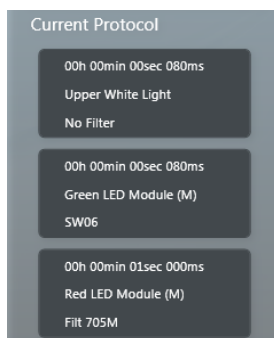 Current Protocol
00h 00min 00sec 080ms
Upper White Light
No Filter
00h 00min 00sec 080ms
Green LED Module (M)
SW06
00h 00min 01sec 000ms
Red LED Module (M)
Filt 705M